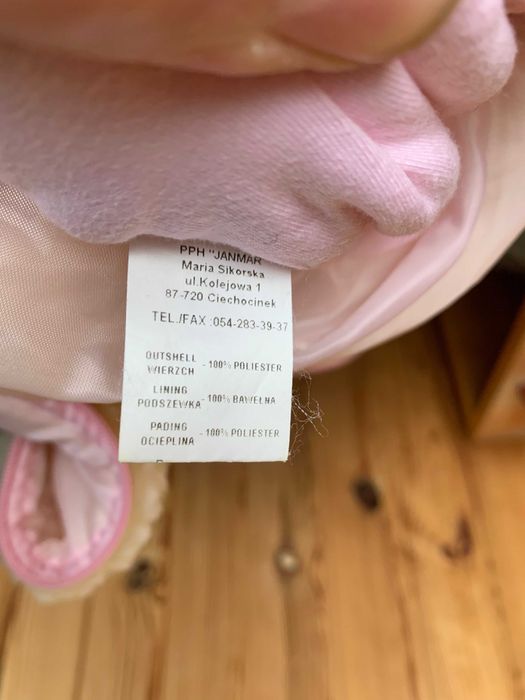 PPH "JANMAR"
Maria Sikorska
ul.Kolejowa 1
87-720 Ciechocinek
TEL./FAX :054-283-39-37
OUTSHELL
WIERZCH - 100% POLIESTER
LINING
PODSZEWKA - 100% BAWEŁNA
PADING
OCIEPLINA - 100% POLIESTER